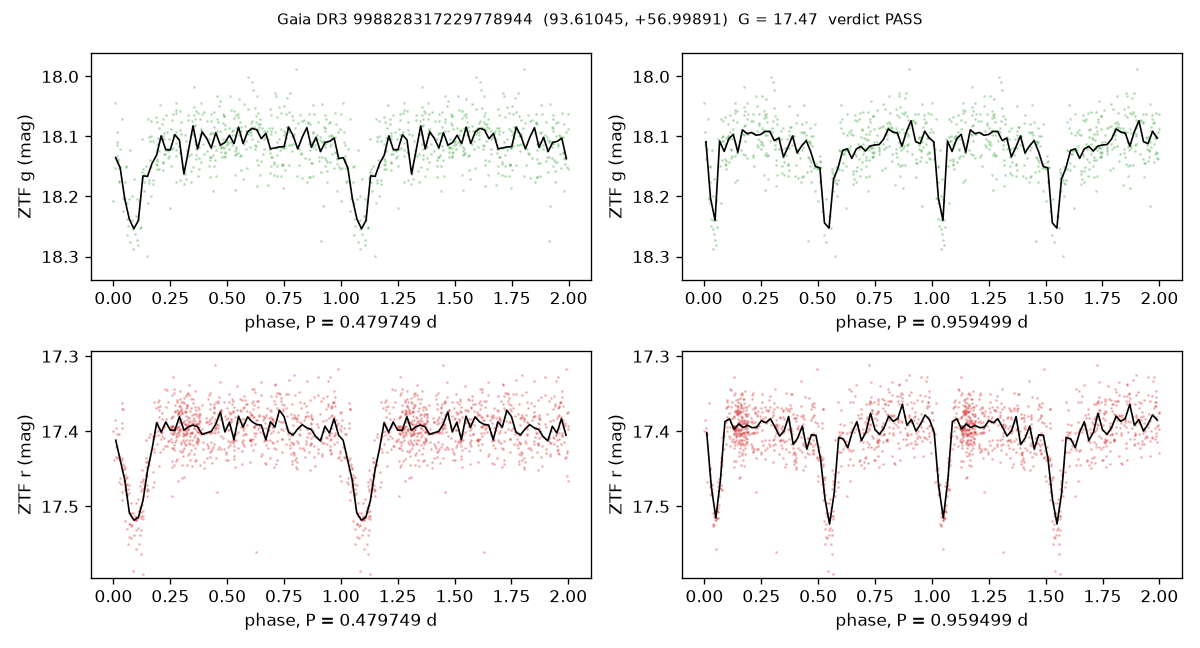 Gaia DR3 998828317229778944 (93.61045, +56.99891) G = 17.47 verdict PASS
ZTF g (mag)
18.0
18.1
18.2
18.3
0.00 0.25 0.50 0.75 1.00 1.25 1.50 1.75 2.00
phase, P = 0.479749 d
ZTF g (mag)
18.0
18.1
18.2
18.3
0.00 0.25 0.50 0.75 1.00 1.25 1.50 1.75 2.00
phase, P = 0.959499 d
ZTF r (mag)
17.3
17.4
17.5
0.00 0.25 0.50 0.75 1.00 1.25 1.50 1.75 2.00
phase, P = 0.479749 d
ZTF r (mag)
17.3
17.4
17.5
0.00 0.25 0.50 0.75 1.00 1.25 1.50 1.75 2.00
phase, P = 0.959499 d